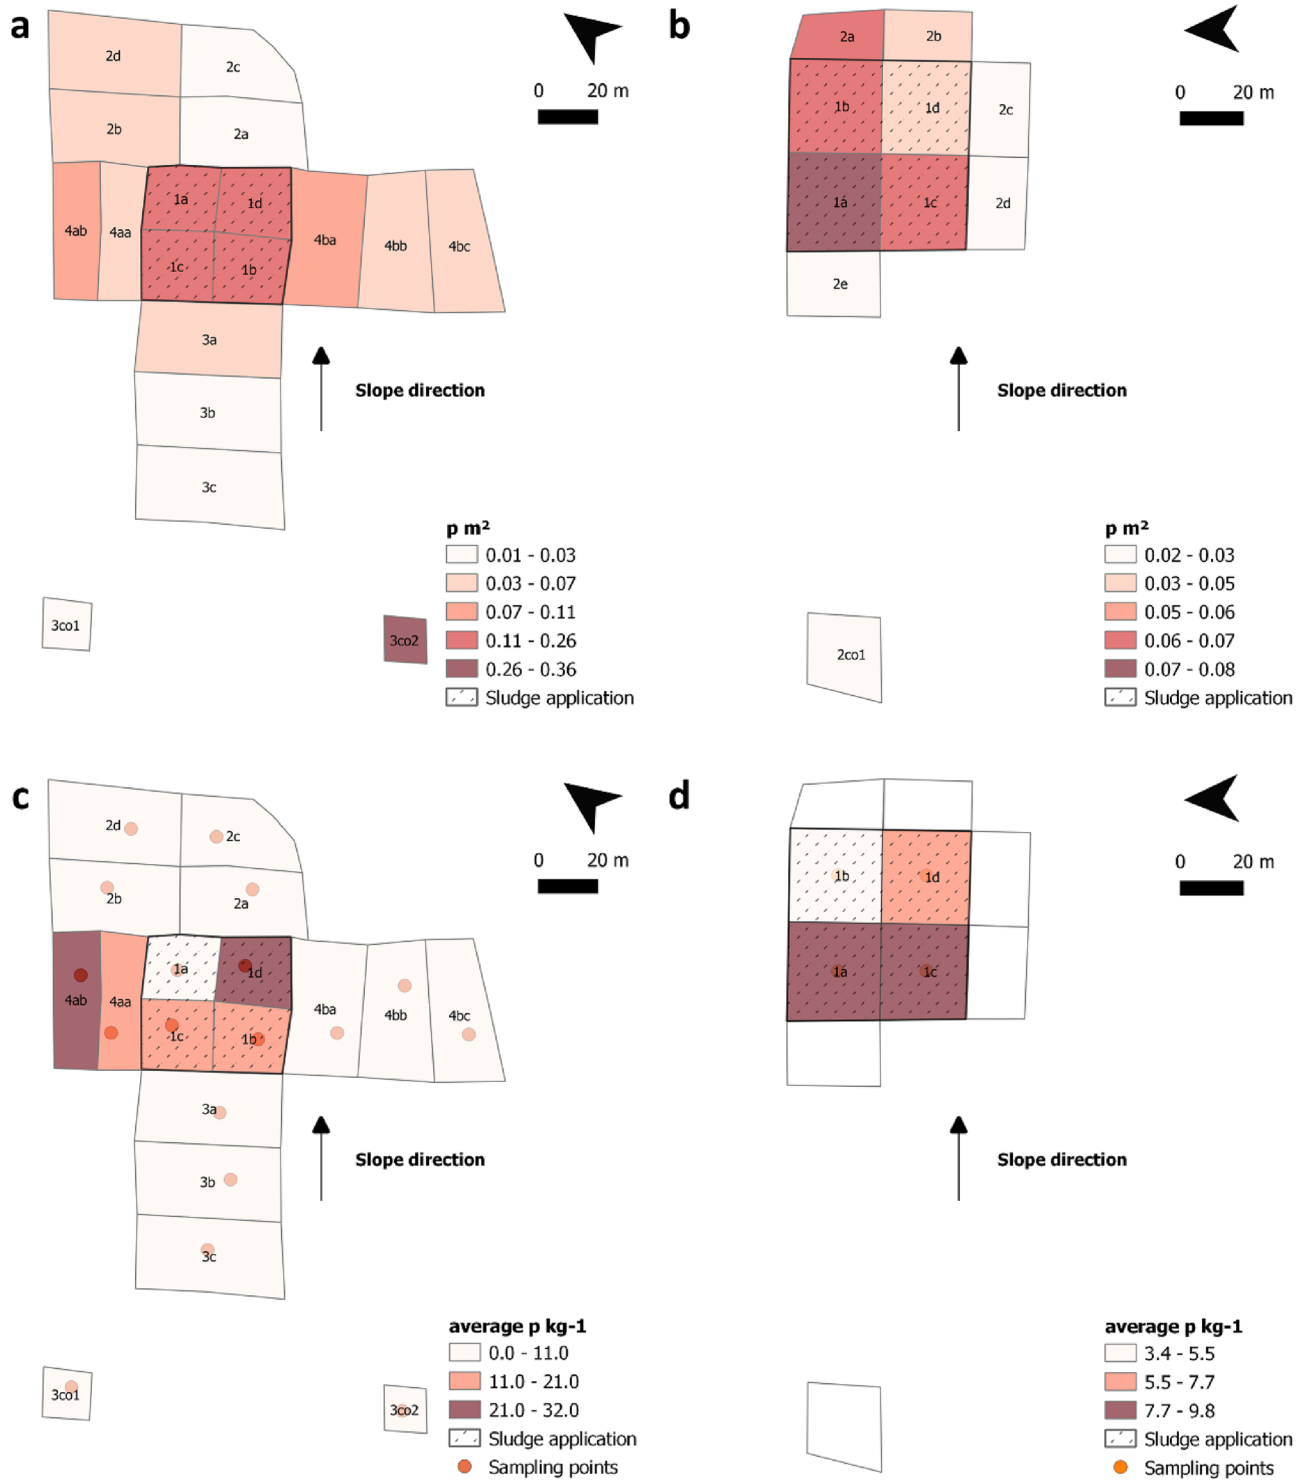 a
2d
2c
2b
2a
4ab
4aa
1a
1d
1c
1b
4ba
4bb
4bc
3a
3b
3c
0 20 m
Slope direction
3co1
3co2
p m²
0.01 - 0.03
0.03 - 0.07
0.07 - 0.11
0.11 - 0.26
0.26 - 0.36
Sludge application
b
2a
2b
1b
1d
2c
1a
1c
2d
2e
0 20 m
Slope direction
2co1
p m²
0.02 - 0.03
0.03 - 0.05
0.05 - 0.06
0.06 - 0.07
0.07 - 0.08
Sludge application
c
2d
2c
2b
2a
4ab
4aa
1a
1d
1c
1b
4ba
4bb
4bc
3a
3b
3c
0 20 m
Slope direction
3co1
3co2
average p kg-1
0.0 - 11.0
11.0 - 21.0
21.0 - 32.0
Sludge application
Sampling points
d
1b
1d
1a
1c
0 20 m
Slope direction
average p kg-1
3.4 - 5.5
5.5 - 7.7
7.7 - 9.8
Sludge application
Sampling points